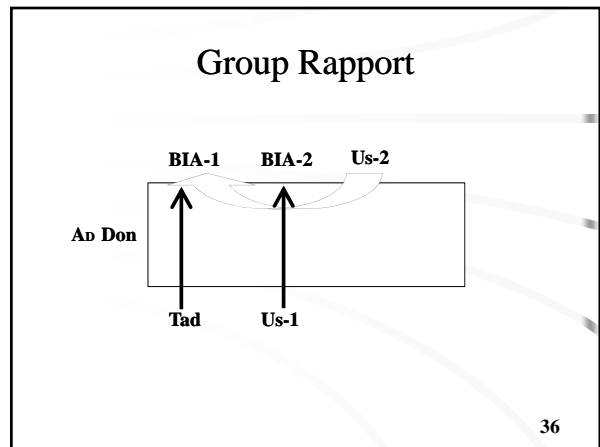 Group Rapport
BIA-1 BIA-2 Us-2
AD Don
Tad Us-1
36